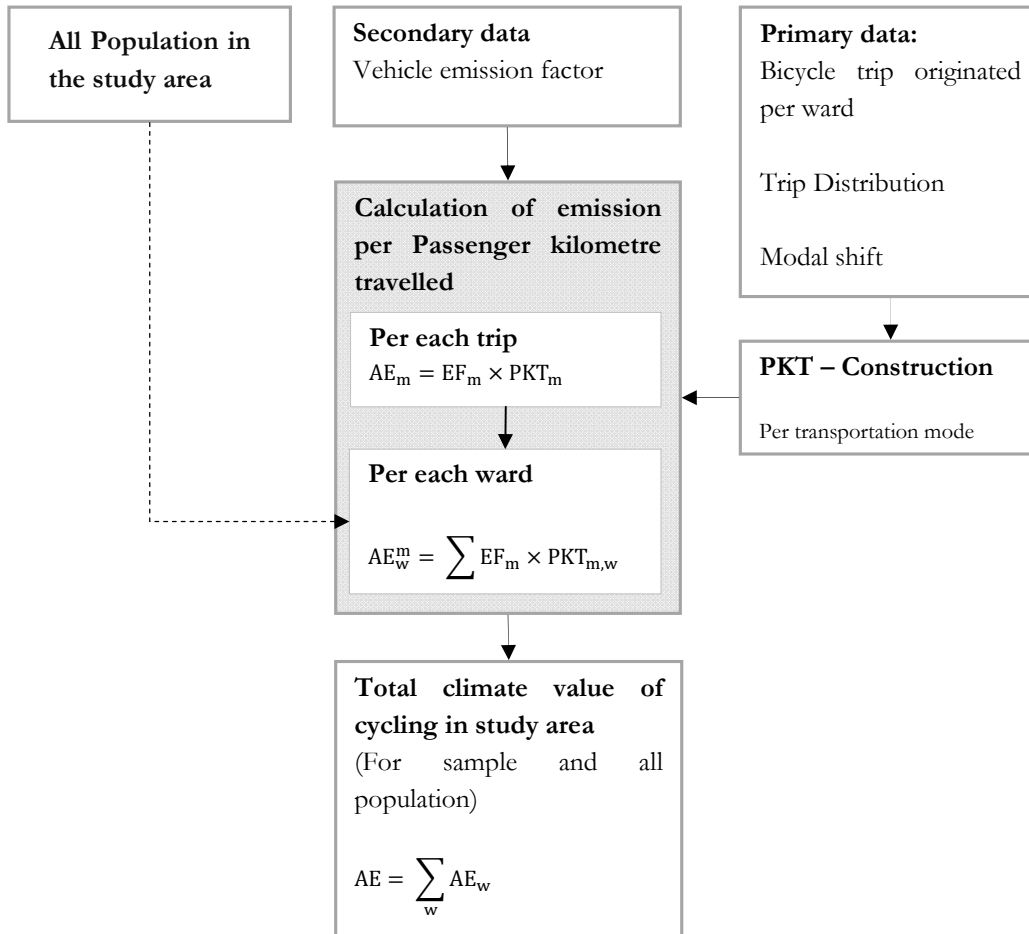 All Population in
the study area
Secondary data
Vehicle emission factor
Primary data:
Bicycle trip originated
per ward
Trip Distribution
Modal shift
Calculation of emission
per Passenger kilometre
travelled
Per each trip
AE_m = EF_m × PKT_m
PKT – Construction
Per transportation mode
Per each ward
AE_w^m = ∑ EF_m × PKT_{m,w}
Total climate value of
cycling in study area
(For sample and all
population)
AE = ∑_w AE_w